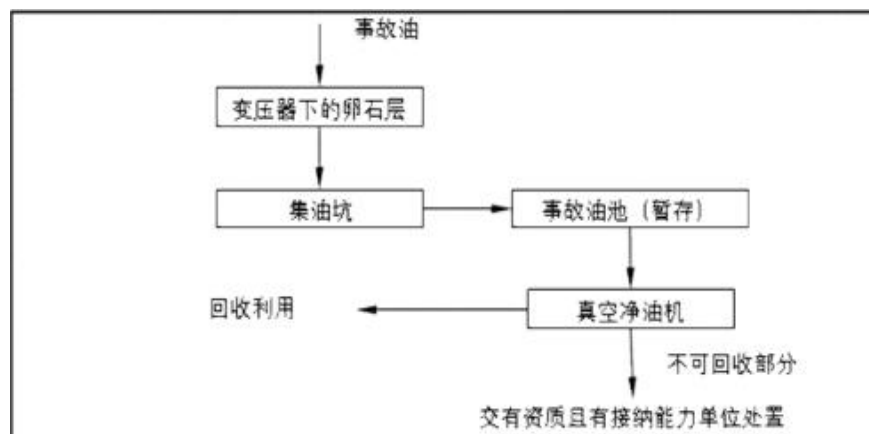 事故油
变压器下的卵石层
集油坑
事故油池（暂存）
真空净油机
回收利用
不可回收部分
交有资质且有接纳能力单位处置